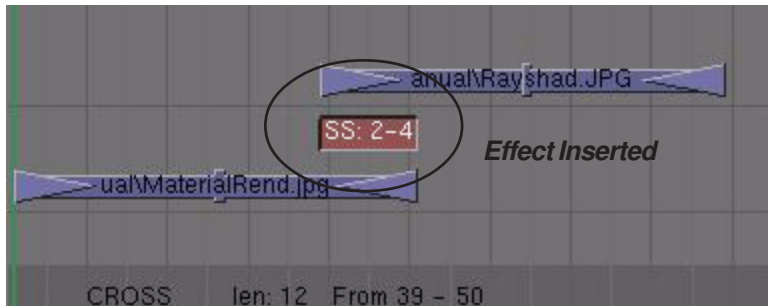 anual\Rayshad.JPG
SS: 2-4
Effect Inserted
ual\MaterialRend.jpg
CROSS len: 12 From 39 - 50